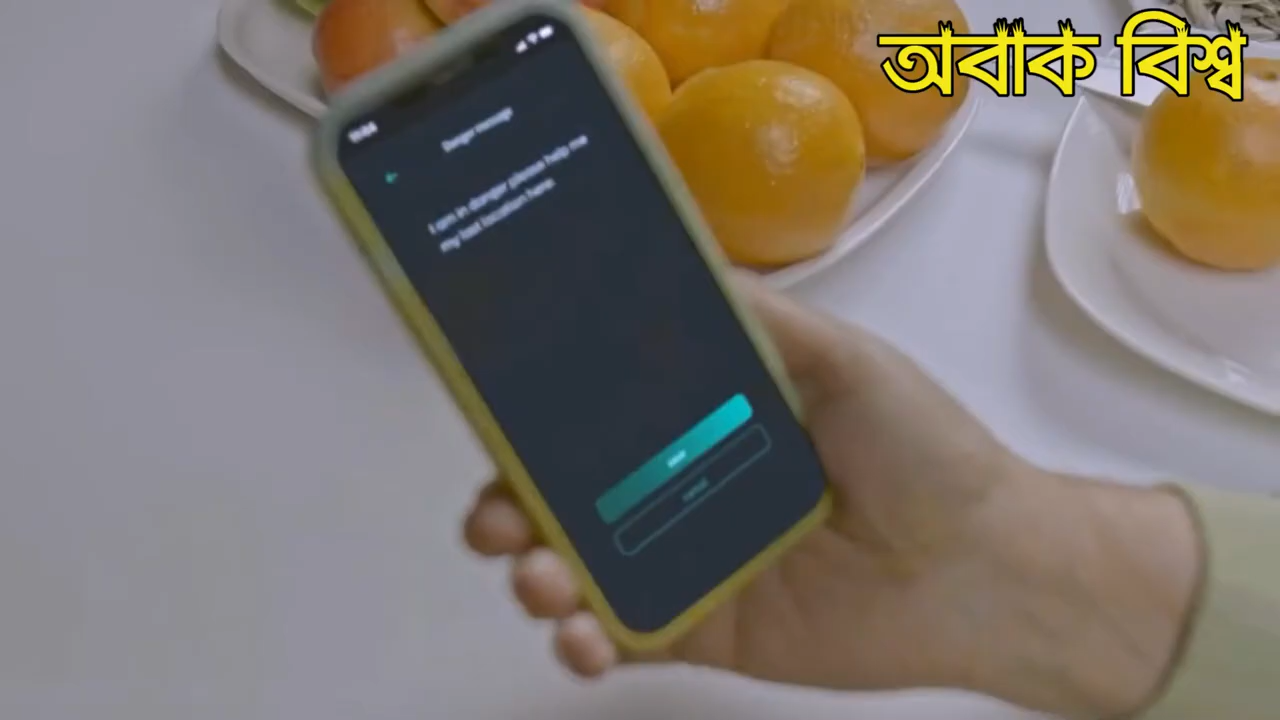 অবাক বিশ্ব
Danger message
I am in danger please help me
my last location here.